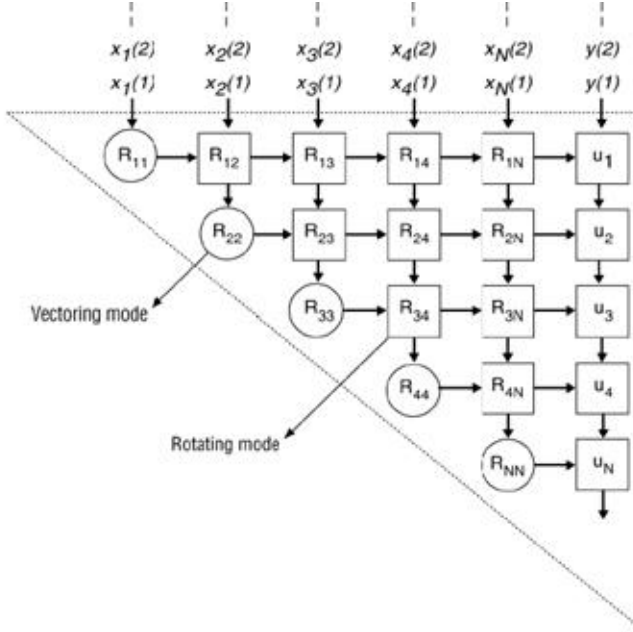 x1(2) x2(2) x3(2) x4(2) xN(2) y(2)
x1(1) x2(1) x3(1) x4(1) xN(1) y(1)
R11 R12 R13 R14 R1N u1
R22 R23 R24 R2N u2
Vectoring mode
R33 R34 R3N u3
R44 R4N u4
Rotating mode
RNN uN